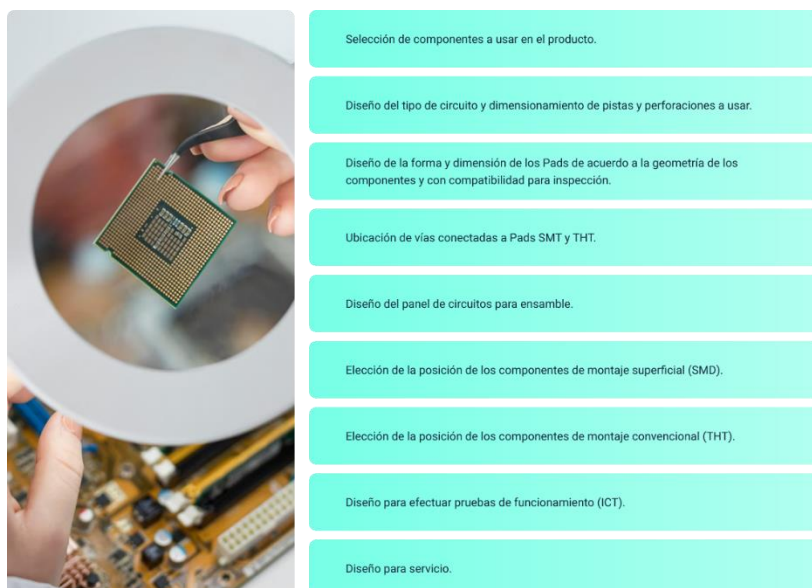 Selección de componentes a usar en el producto.
Diseño del tipo de circuito y dimensionamiento de pistas y perforaciones a usar.
Diseño de la forma y dimensión de los Pads de acuerdo a la geometría de los
componentes y con compatibilidad para inspección.
Ubicación de vías conectadas a Pads SMT y THT.
Diseño del panel de circuitos para ensamble.
Elección de la posición de los componentes de montaje superficial (SMD).
Elección de la posición de los componentes de montaje convencional (THT).
Diseño para efectuar pruebas de funcionamiento (ICT).
Diseño para servicio.